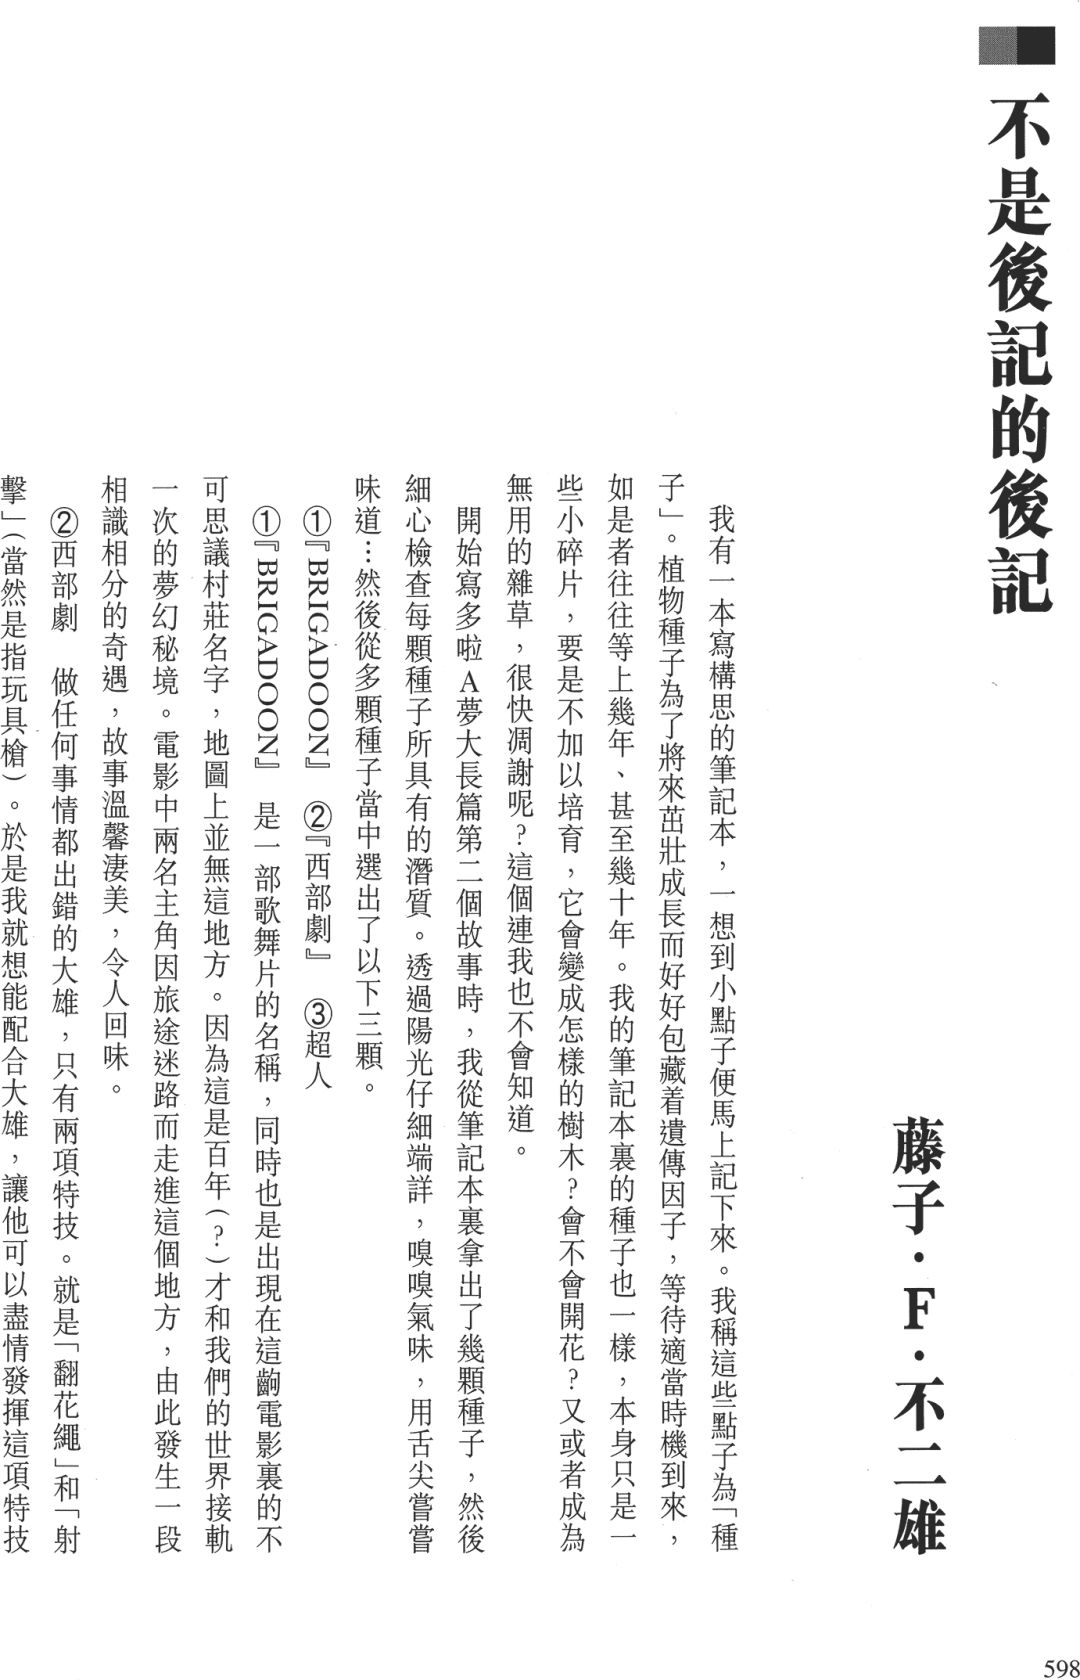 不是後記的後記
藤子・F・不二雄
我有一本寫構思的筆記本，一想到小點子便馬上記下來。我稱這些點子為「種
子」。植物種子為了將來茁壯成長而好好包藏着遺傳因子，等待適當時機到來，
如是者往往等上幾年、甚至幾十年。我的筆記本裏的種子也一樣，本身只是一
些小碎片，要是不加以培育，它會變成怎樣的樹木？會不會開花？又或者成為
無用的雜草，很快凋謝呢？這個連我也不會知道。
開始寫多啦A夢大長篇第二個故事時，我從筆記本裏拿出了幾顆種子，然後
細心檢查每顆種子所具有的潛質。透過陽光仔細端詳，嗅嗅氣味，用舌尖嘗嘗
味道…然後從多顆種子當中選出了以下三顆。
①『BRIGADOON』　②『西部劇』　③超人
①『BRIGADOON』　是一部歌舞片的名稱，同時也是出現在這齣電影裏的不
可思議村莊名字，地圖上並無這地方。因為這是百年（？）才和我們的世界接軌
一次的夢幻秘境。電影中兩名主角因旅途迷路而走進這個地方，由此發生一段
相識相分的奇遇，故事溫馨淒美，令人回味。
②西部劇　做任何事情都出錯的大雄，只有兩項特技。就是「翻花繩」和「射
擊」（當然是指玩具槍）。於是我就想能配合大雄，讓他可以盡情發揮這項特技
598